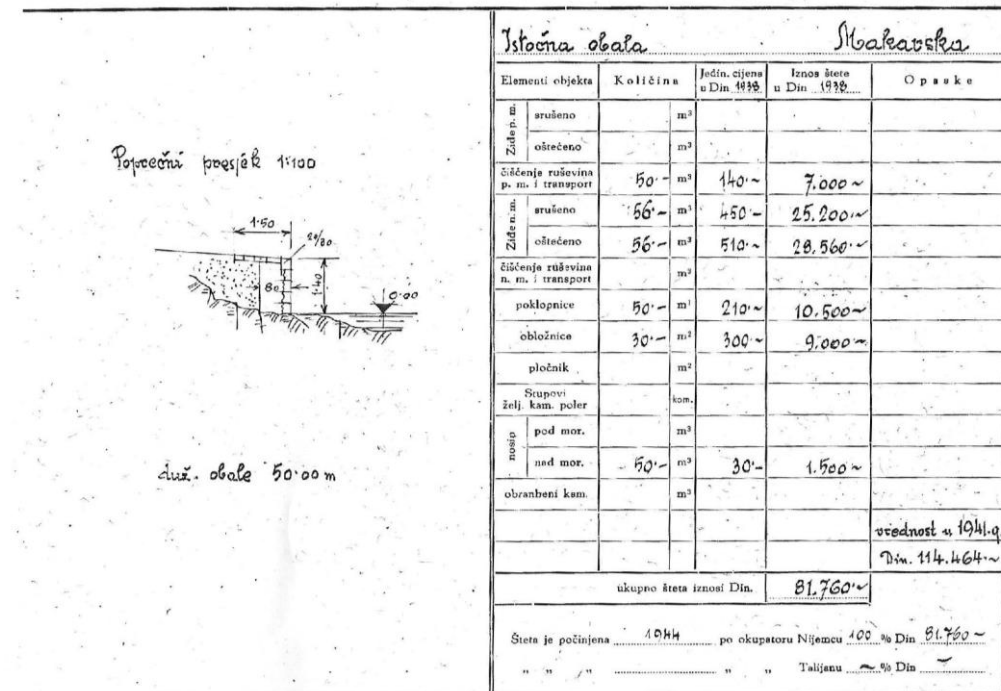 Poprečni presjek 1:100
1·50
20/30
80
1·40
0·00
duž. obale 50·00 m
Istočna obala Makarska
Elementi objekta Količina Jedin. cijena u Din 1938 Iznos štete u Din 1938 Opaske
Ziđe p. m.
srušeno m³
oštećeno m³
čišćenje ruševina p. m. i transport 50·- m³ 140·~ 7.000~
Ziđe n. m.
srušeno 56·- m³ 450·- 25.200·~
oštećeno 56·- m³ 510·~ 28.560·~
čišćenje ruševina n. m. i transport m³
poklopnice 50·- m¹ 210·~ 10.500~
obložnice 30·- m² 300·~ 9.000~
pločnik m²
Stupovi želj. kam. poler kom.
nosip
pod mor. m³
nad mor. 50·- m³ 30·- 1.500~
obranbeni kam. m³
vrednost u 1941.g.
Din. 114.464·~
ukupno šteta iznosi Din. 81.760·~
Šteta je počinjena 1944 po okupatoru Nijemcu 100 % Din 81.760~
" " " " " Talijanu ~ % Din ~